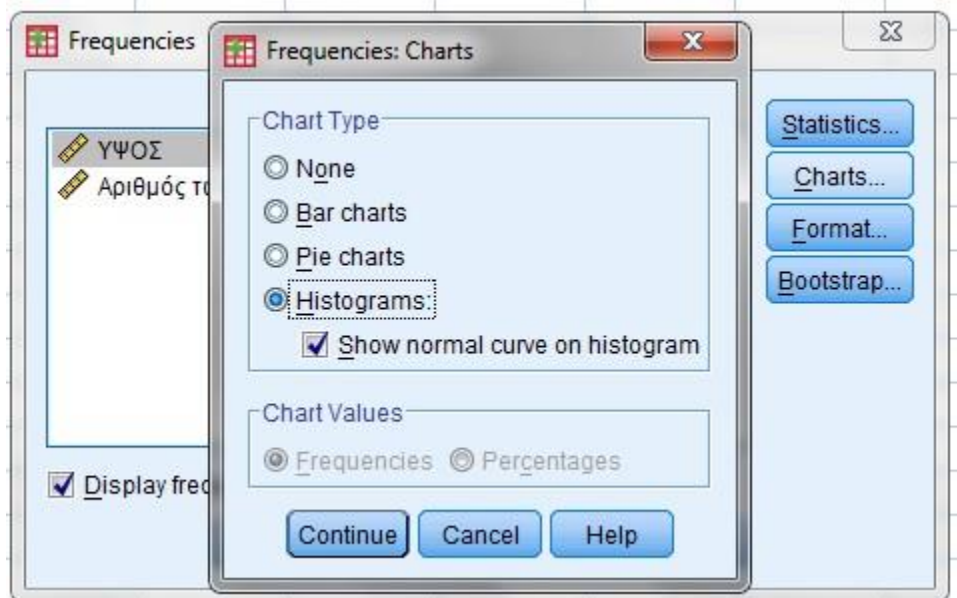 Frequencies
Frequencies: Charts
Chart Type
None
Bar charts
Pie charts
Histograms:
Show normal curve on histogram
Chart Values
Frequencies Percentages
Continue Cancel Help
ΥΨΟΣ
Αριθμός
Display
Statistics...
Charts...
Format...
Bootstrap...